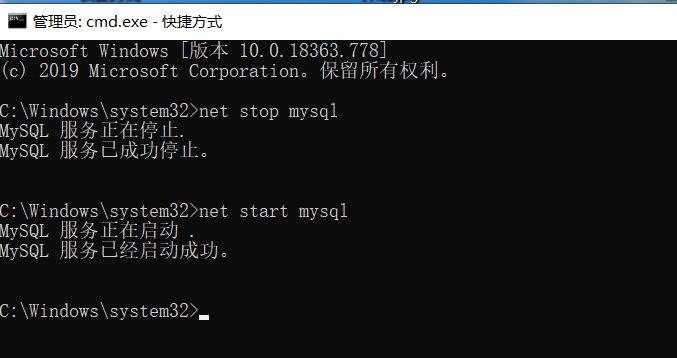 管理员: cmd.exe - 快捷方式
Microsoft Windows [版本 10.0.18363.778]
(c) 2019 Microsoft Corporation。保留所有权利。
C:\Windows\system32>net stop mysql
MySQL 服务正在停止.
MySQL 服务已成功停止。
C:\Windows\system32>net start mysql
MySQL 服务正在启动 .
MySQL 服务已经启动成功。
C:\Windows\system32>